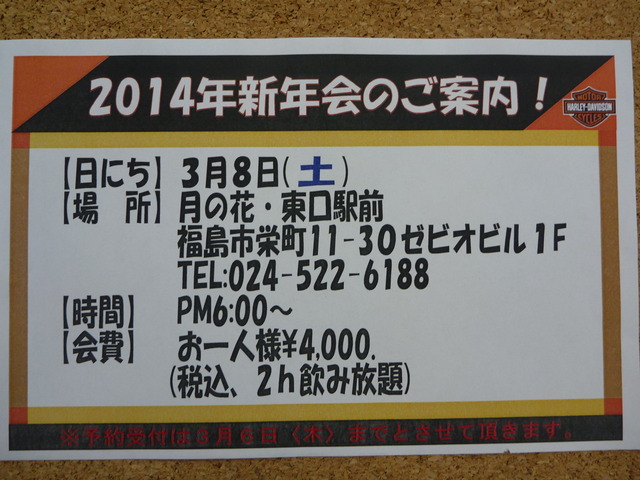 2014年新年会のご案内！
MOTOR
HARLEY-DAVIDSON
CYCLES
【日にち】 3月8日(土)
【場　所】 月の花・東口駅前
福島市栄町11-30ゼビオビル1F
TEL:024-522-6188
【時間】 PM6:00～
【会費】 お一人様¥4,000.
(税込、2h飲み放題)
※予約受付は3月6日〈木〉までとさせて頂きます。